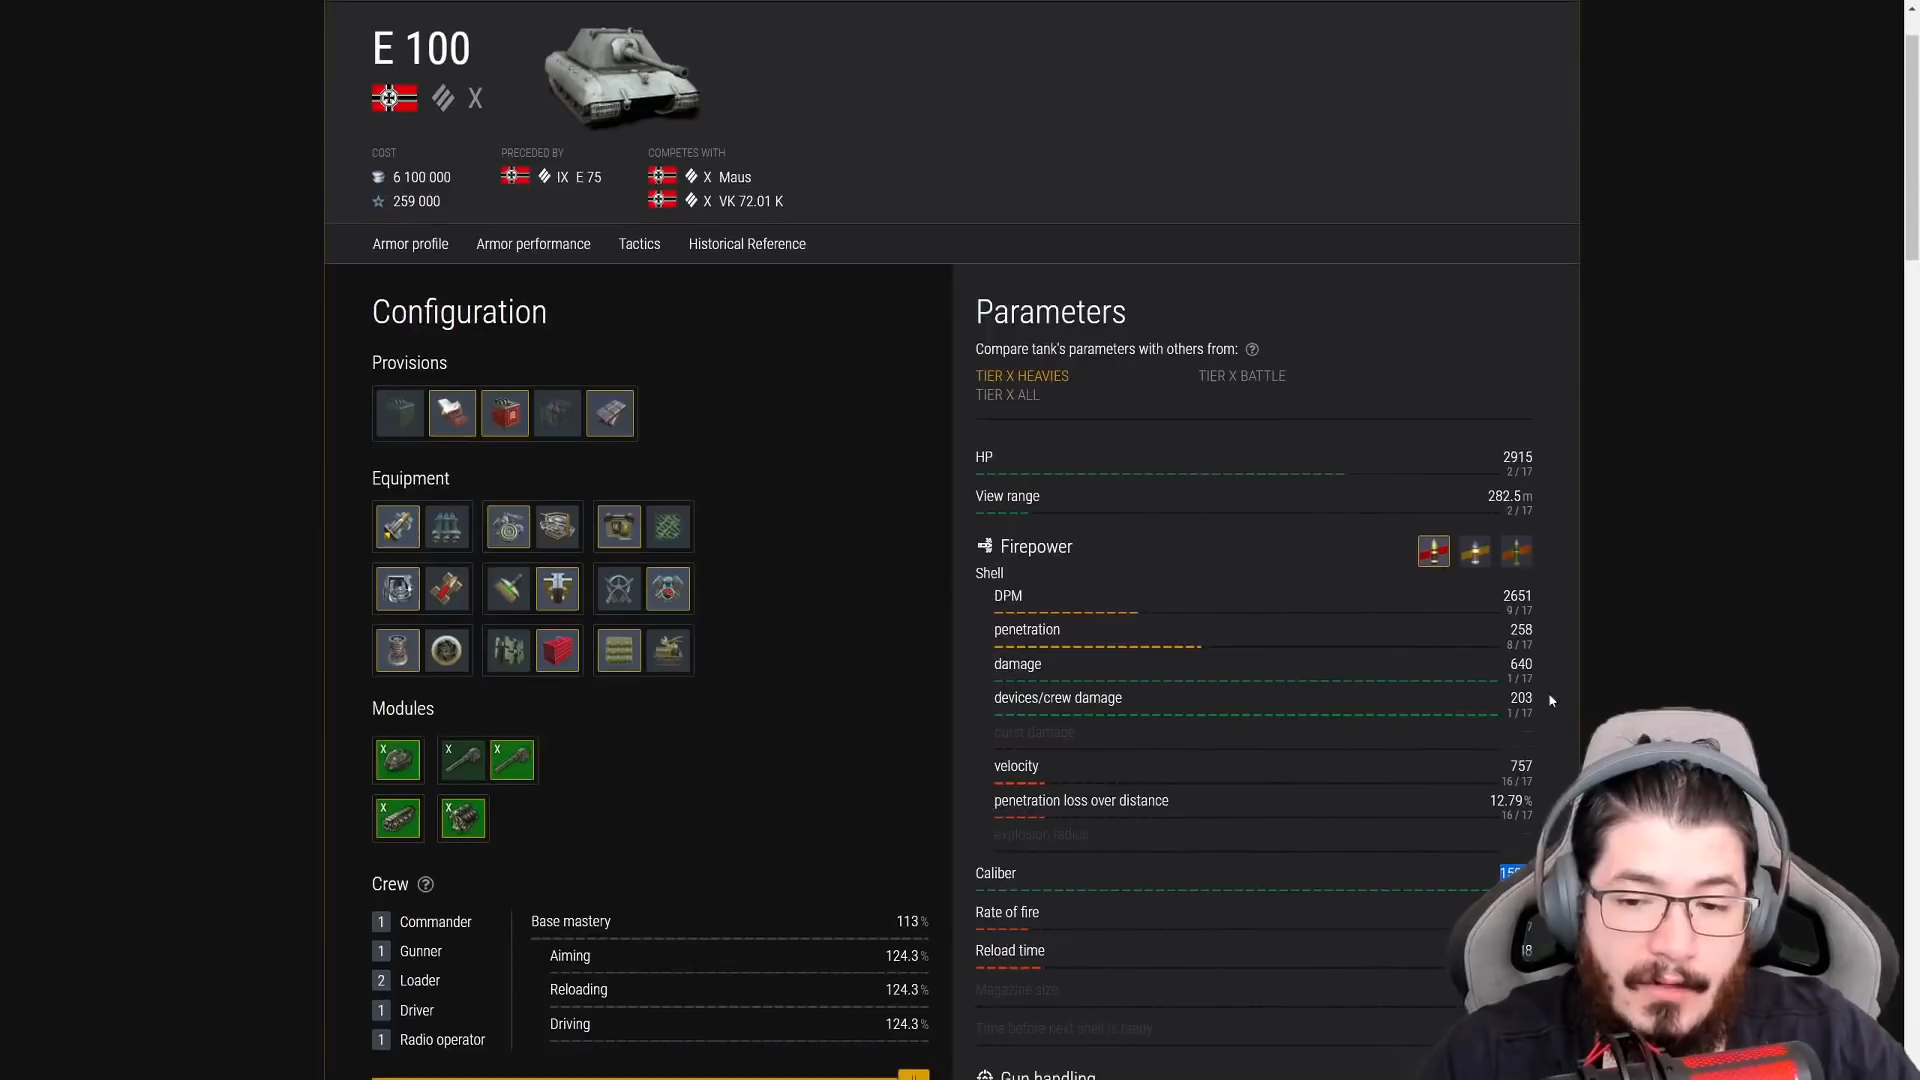 E 100
X
COST
PRECEDED BY
COMPETES WITH
6 100 000
IX E 75
X Maus
259 000
X VK 72.01 K
Armor profile
Armor performance
Tactics
Historical Reference
Configuration
Provisions
Equipment
Modules
X
X
X
X
X
Crew
1 Commander
1 Gunner
2 Loader
1 Driver
1 Radio operator
Base mastery 113 %
Aiming 124.3 %
Reloading 124.3 %
Driving 124.3 %
Parameters
Compare tank's parameters with others from:
TIER X HEAVIES
TIER X BATTLE
TIER X ALL
HP 2915
2 / 17
View range 282.5 m
2 / 17
Firepower
Shell
DPM 2651
9 / 17
penetration 258
8 / 17
damage 640
1 / 17
devices/crew damage 203
1 / 17
burst damage
velocity 757
16 / 17
penetration loss over distance 12.79 %
16 / 17
explosion radius
Caliber
Rate of fire
Reload time
Magazine size
Time before next shell is ready
Gun handling